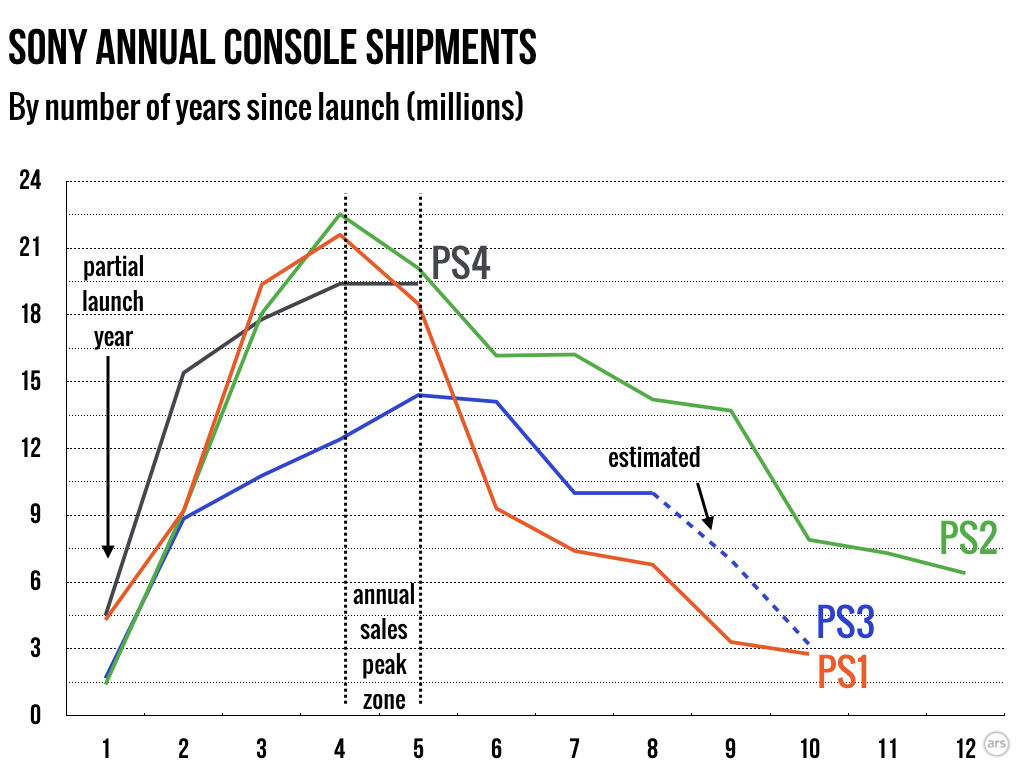 SONY ANNUAL CONSOLE SHIPMENTS
By number of years since launch (millions)
24
21
18
15
12
9
6
3
0
partial
launch
year
PS4
estimated
PS2
annual
sales
peak
zone
PS3
PS1
1 2 3 4 5 6 7 8 9 10 11 12
ars